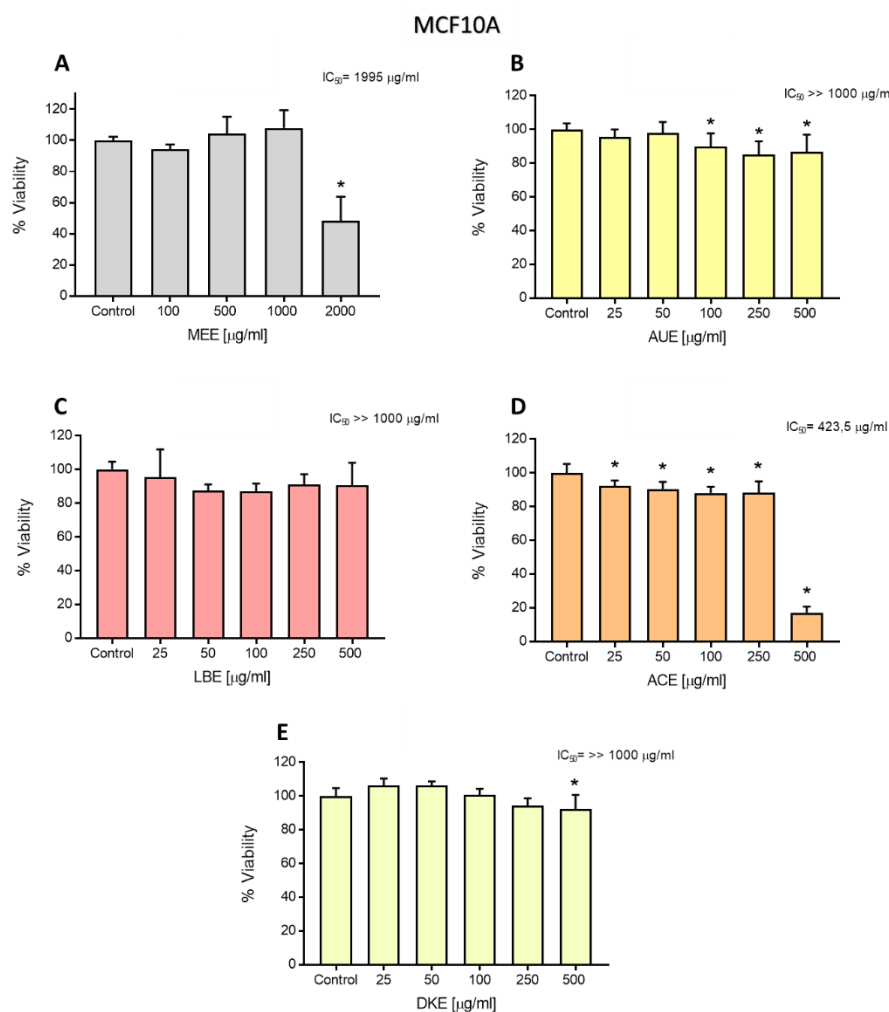 MCF10A
A
IC50= 1995 μg/ml
120
100
80
60
40
20
0
% Viability
*
Control 100 500 1000 2000
MEE [μg/ml]
B
IC50 >> 1000 μg/m
120
100
80
60
40
20
0
% Viability
* * *
Control 25 50 100 250 500
AUE [μg/ml]
C
IC50 >> 1000 μg/ml
120
100
80
60
40
20
0
% Viability
Control 25 50 100 250 500
LBE [μg/ml]
D
IC50= 423,5 μg/ml
120
100
80
60
40
20
0
% Viability
* * * * *
Control 25 50 100 250 500
ACE [μg/ml]
E
IC50= >> 1000 μg/ml
120
100
80
60
40
20
0
% Viability
*
Control 25 50 100 250 500
DKE [μg/ml]